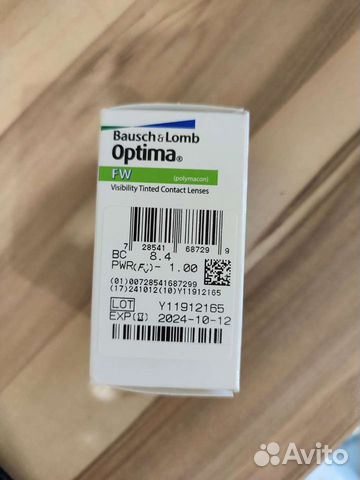 Bausch & Lomb
Optima®
FW (polymacon)
Visibility Tinted Contact Lenses
7 28541 68729 9
BC 8.4
PWR(F'v) - 1.00
(01)00728541687299
(17)241012(10)Y11912165
LOT Y11912165
EXP 2024-10-12
Avito